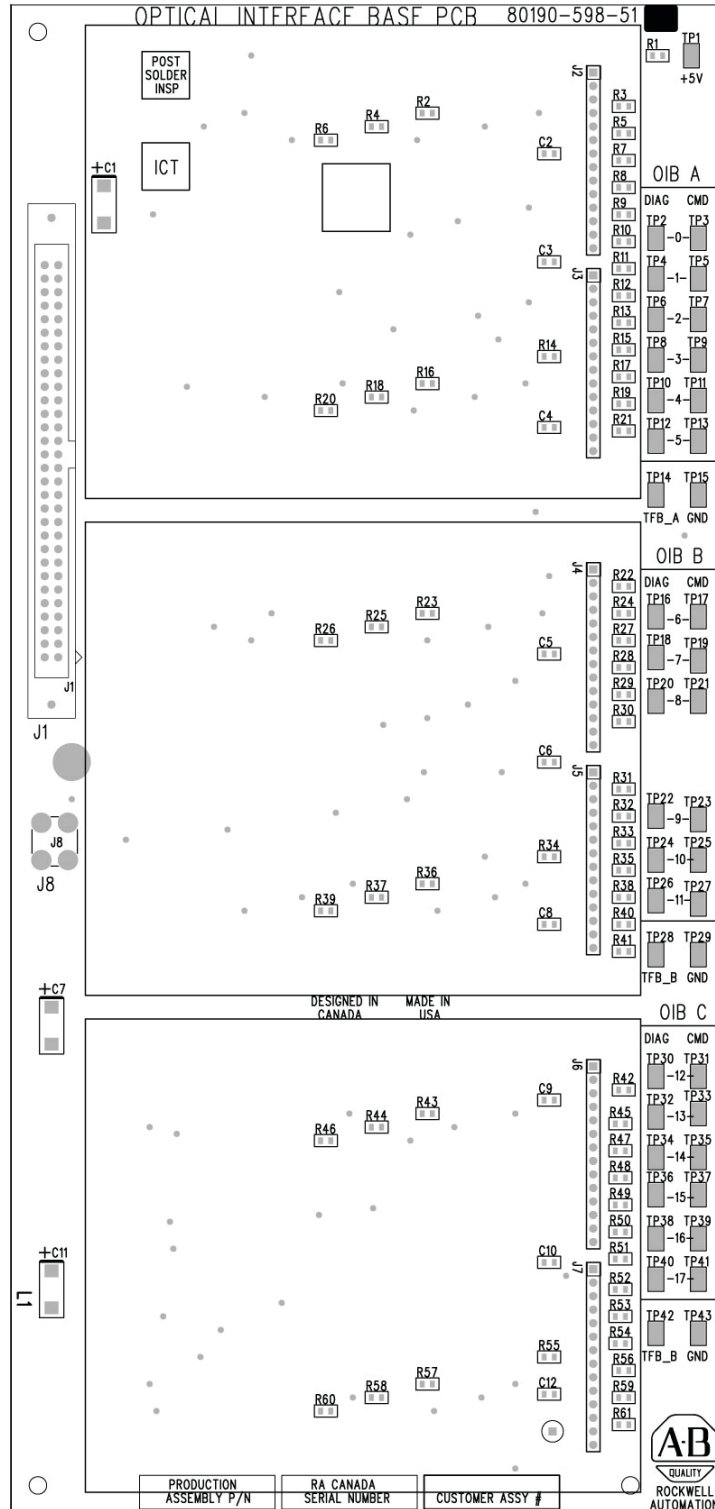 OPTICAL INTERFACE BASE PCB 80190-598-51
R1 TP1
+5V
POST
SOLDER
INSP
ICT
+C1
R6 R4 R2
C2
J2
R3
R5
R7
R8
R9
R10
R11
C3
J3
R12
R13
R15
R17
R19
R21
R14
R20 R18 R16
C4
OIB A
DIAG CMD
TP2 -0- TP3
TP4 -1- TP5
TP6 -2- TP7
TP8 -3- TP9
TP10 -4- TP11
TP12 -5- TP13
TP14 TP15
TFB_A GND
J1
J1
J4
R22
R24
R27
R28
R29
R30
R26 R25 R23
C5
C6
J5
R31
R32
R33
R35
R38
R40
R41
R34
R39 R37 R36
C8
OIB B
DIAG CMD
TP16 -6- TP17
TP18 -7- TP19
TP20 -8- TP21
TP22 -9- TP23
TP24 -10- TP25
TP26 -11- TP27
TP28 TP29
TFB_B GND
J8
J8
+C7
DESIGNED IN
CANADA
MADE IN
USA
J6
R42
R45
R47
R48
R49
R50
R51
C9
R46 R44 R43
C10
J7
R52
R53
R54
R56
R59
R61
R55
R60 R58 R57
C12
OIB C
DIAG CMD
TP30 -12- TP31
TP32 -13- TP33
TP34 -14- TP35
TP36 -15- TP37
TP38 -16- TP39
TP40 -17- TP41
TP42 TP43
TFB_B GND
+C11
L1
PRODUCTION
ASSEMBLY P/N
RA CANADA
SERIAL NUMBER
CUSTOMER ASSY #
A-B
QUALITY
ROCKWELL
AUTOMATION